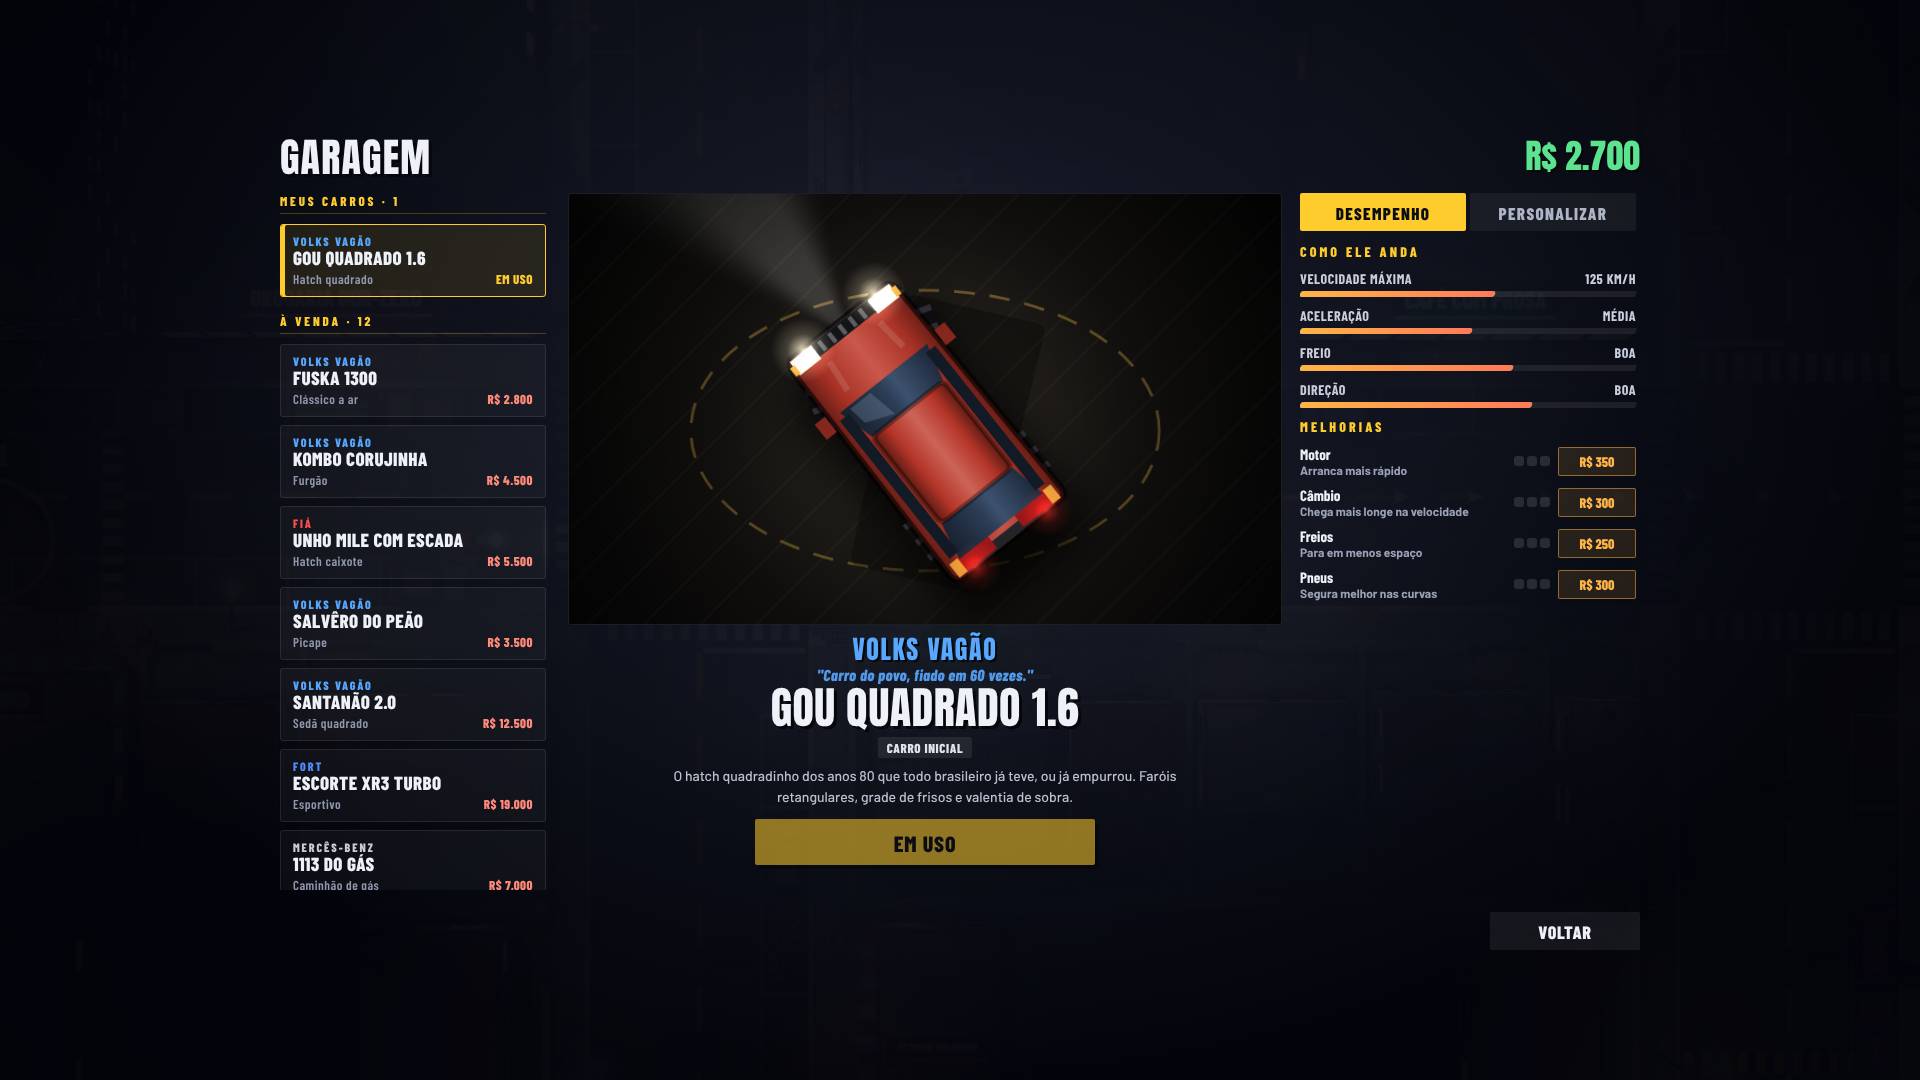 GARAGEM
R$ 2.700
MEUS CARROS · 1
VOLKS VAGÃO
GOU QUADRADO 1.6
Hatch quadrado
EM USO
À VENDA · 12
VOLKS VAGÃO
FUSKA 1300
Clássico a ar
R$ 2.800
VOLKS VAGÃO
KOMBO CORUJINHA
Furgão
R$ 4.500
FIÁ
UNHO MILE COM ESCADA
Hatch caixote
R$ 5.500
VOLKS VAGÃO
SALVÊRO DO PEÃO
Picape
R$ 3.500
VOLKS VAGÃO
SANTANÃO 2.0
Sedã quadrado
R$ 12.500
FORT
ESCORTE XR3 TURBO
Esportivo
R$ 19.000
MERCÊS-BENZ
1113 DO GÁS
Caminhão de gás
R$ 7.000
VOLKS VAGÃO
"Carro do povo, fiado em 60 vezes."
GOU QUADRADO 1.6
CARRO INICIAL
O hatch quadradinho dos anos 80 que todo brasileiro já teve, ou já empurrou. Faróis
retangulares, grade de frisos e valentia de sobra.
EM USO
DESEMPENHO
PERSONALIZAR
COMO ELE ANDA
VELOCIDADE MÁXIMA
125 KM/H
ACELERAÇÃO
MÉDIA
FREIO
BOA
DIREÇÃO
BOA
MELHORIAS
Motor
Arranca mais rápido
R$ 350
Câmbio
Chega mais longe na velocidade
R$ 300
Freios
Para em menos espaço
R$ 250
Pneus
Segura melhor nas curvas
R$ 300
VOLTAR